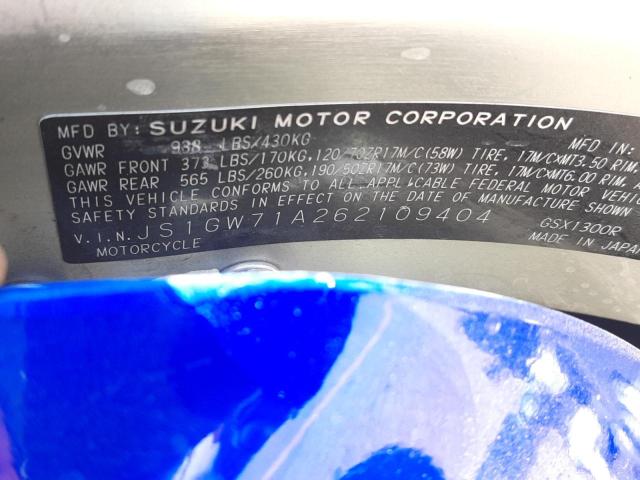 MFD BY: SUZUKI MOTOR CORPORATION MFD IN:
GVWR 938 LBS/430KG
GAWR FRONT 373 LBS/170KG, 120/70ZR17M/C(58W) TIRE, 17M/CXMT3.50 RIM,
GAWR REAR 565 LBS/260KG, 190/50ZR17M/C(73W) TIRE, 17M/CXMT6.00 RIM,
THIS VEHICLE CONFORMS TO ALL APPLICABLE FEDERAL MOTOR VEHIC
SAFETY STANDARDS IN EFFECT ON THE DATE OF MANUFACTURE SHOWN
V.I.N. JS1GW71A262109404 GSX1300R
MOTORCYCLE MADE IN JAPAN